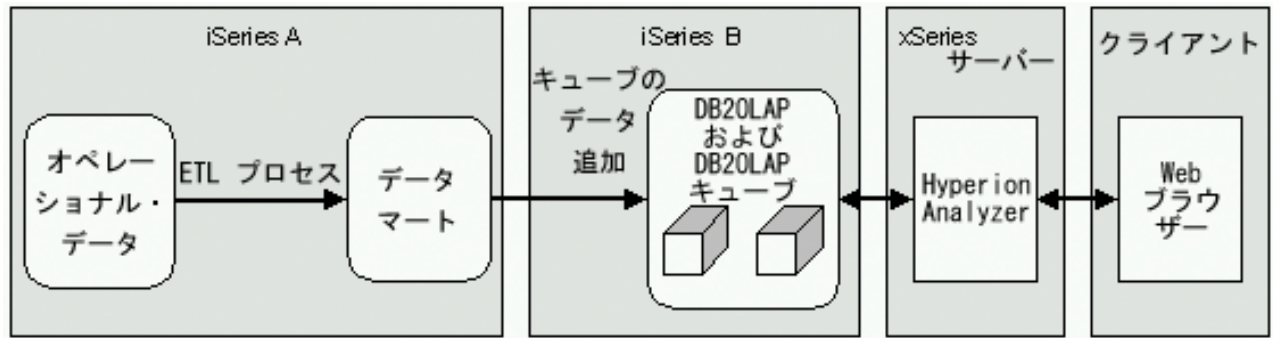 iSeries A
オペレー
ショナル・
データ
ETL プロセス
データ
マート
iSeries B
キューブの
データ
追加
DB2OLAP
および
DB2OLAP
キューブ
xSeries
サーバー
Hyperion
Analyzer
クライアント
Web
ブラウ
ザー